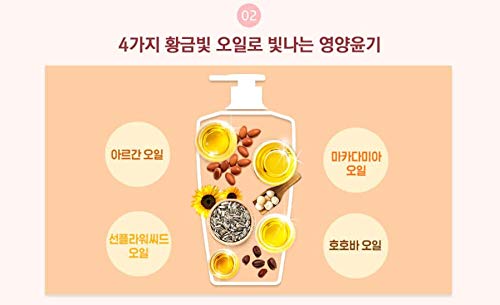 02
4가지 황금빛 오일로 빛나는 영양윤기
아르간 오일
마카다미아
오일
선플라워씨드
오일
호호바 오일